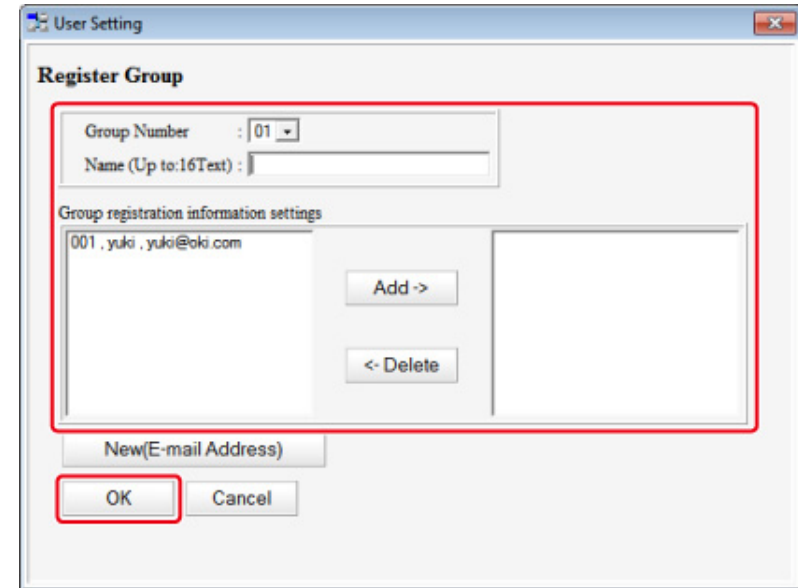 User Setting
Register Group
Group Number : 01
Name (Up to:16Text) :
Group registration information settings
001 , yuki , yuki@oki.com
Add ->
<- Delete
New(E-mail Address)
OK Cancel